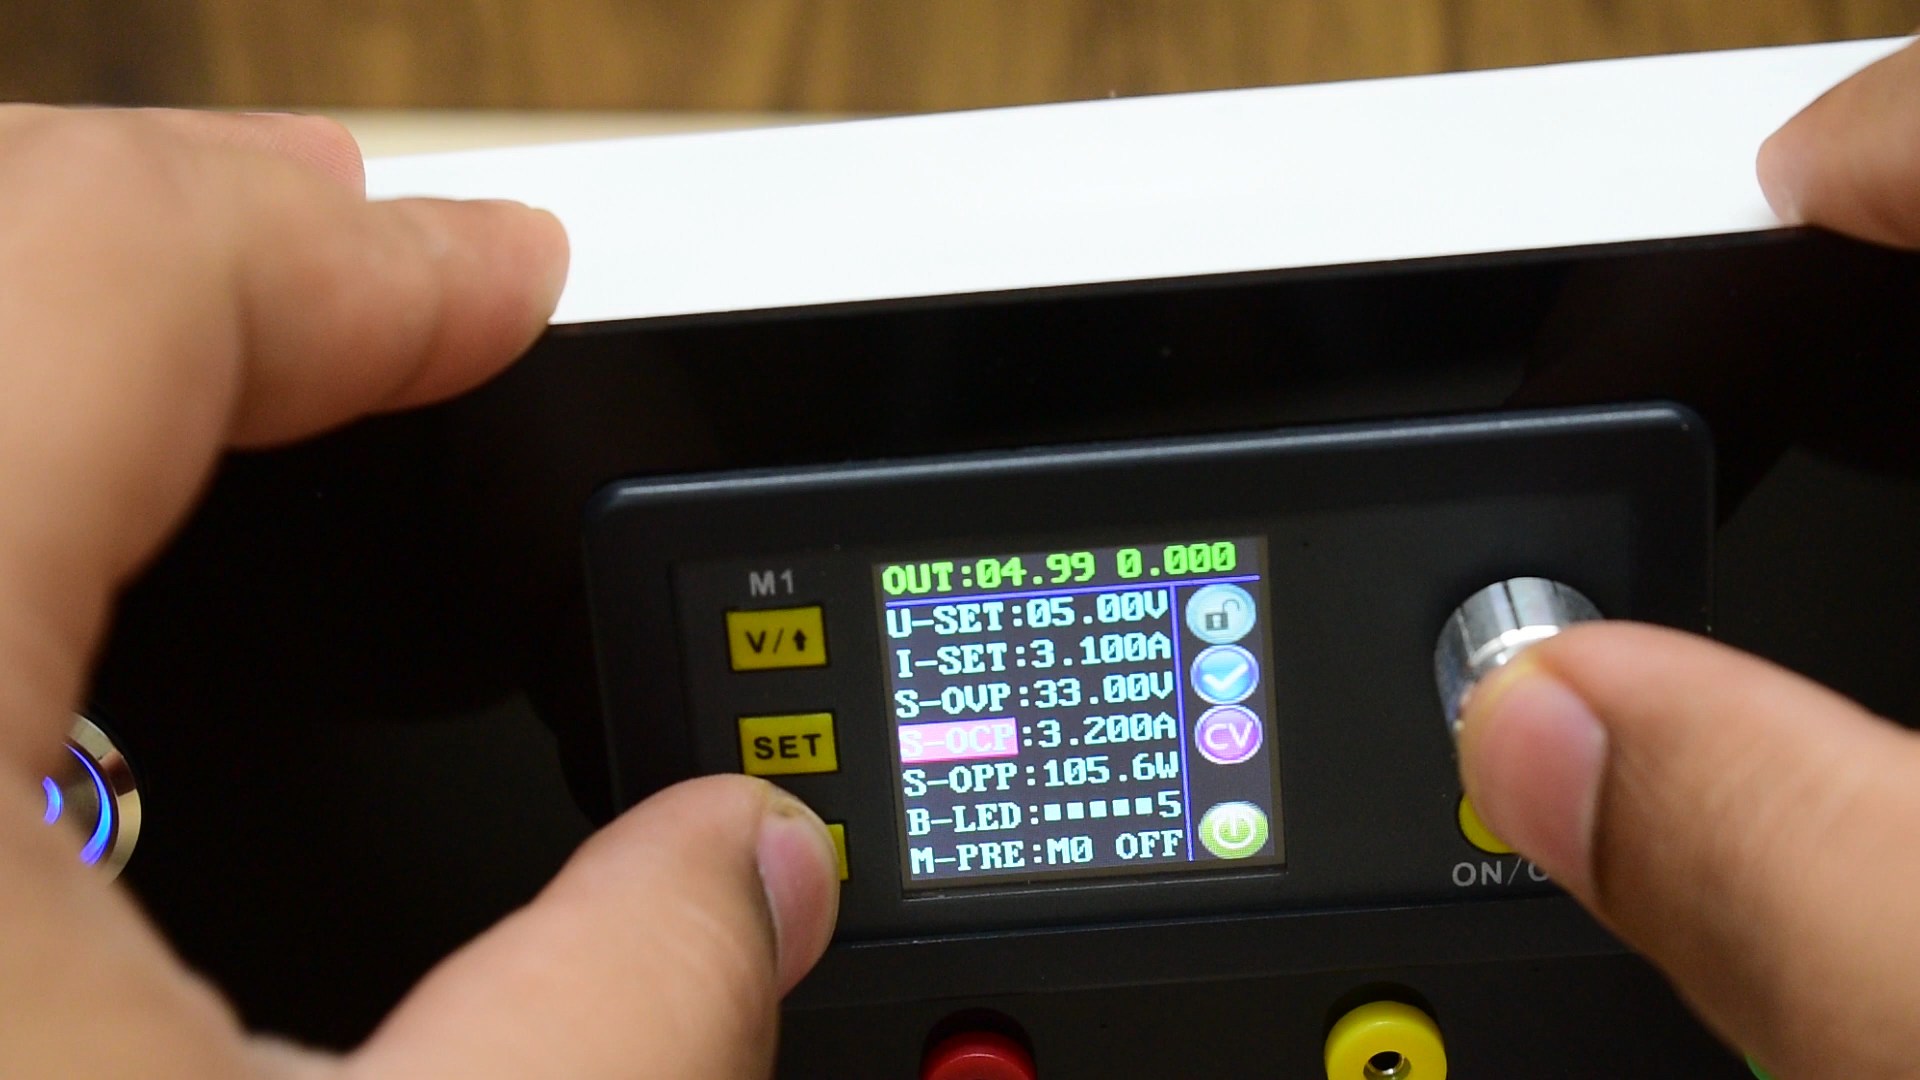 M1
V/⬆
SET
OUT:04.99 0.000
U-SET:05.00V
I-SET:3.100A
S-OVP:33.00V
S-OCP:3.200A
S-OPP:105.6W
B-LED:■■■■■5
M-PRE:M0 OFF
CV
ON/O